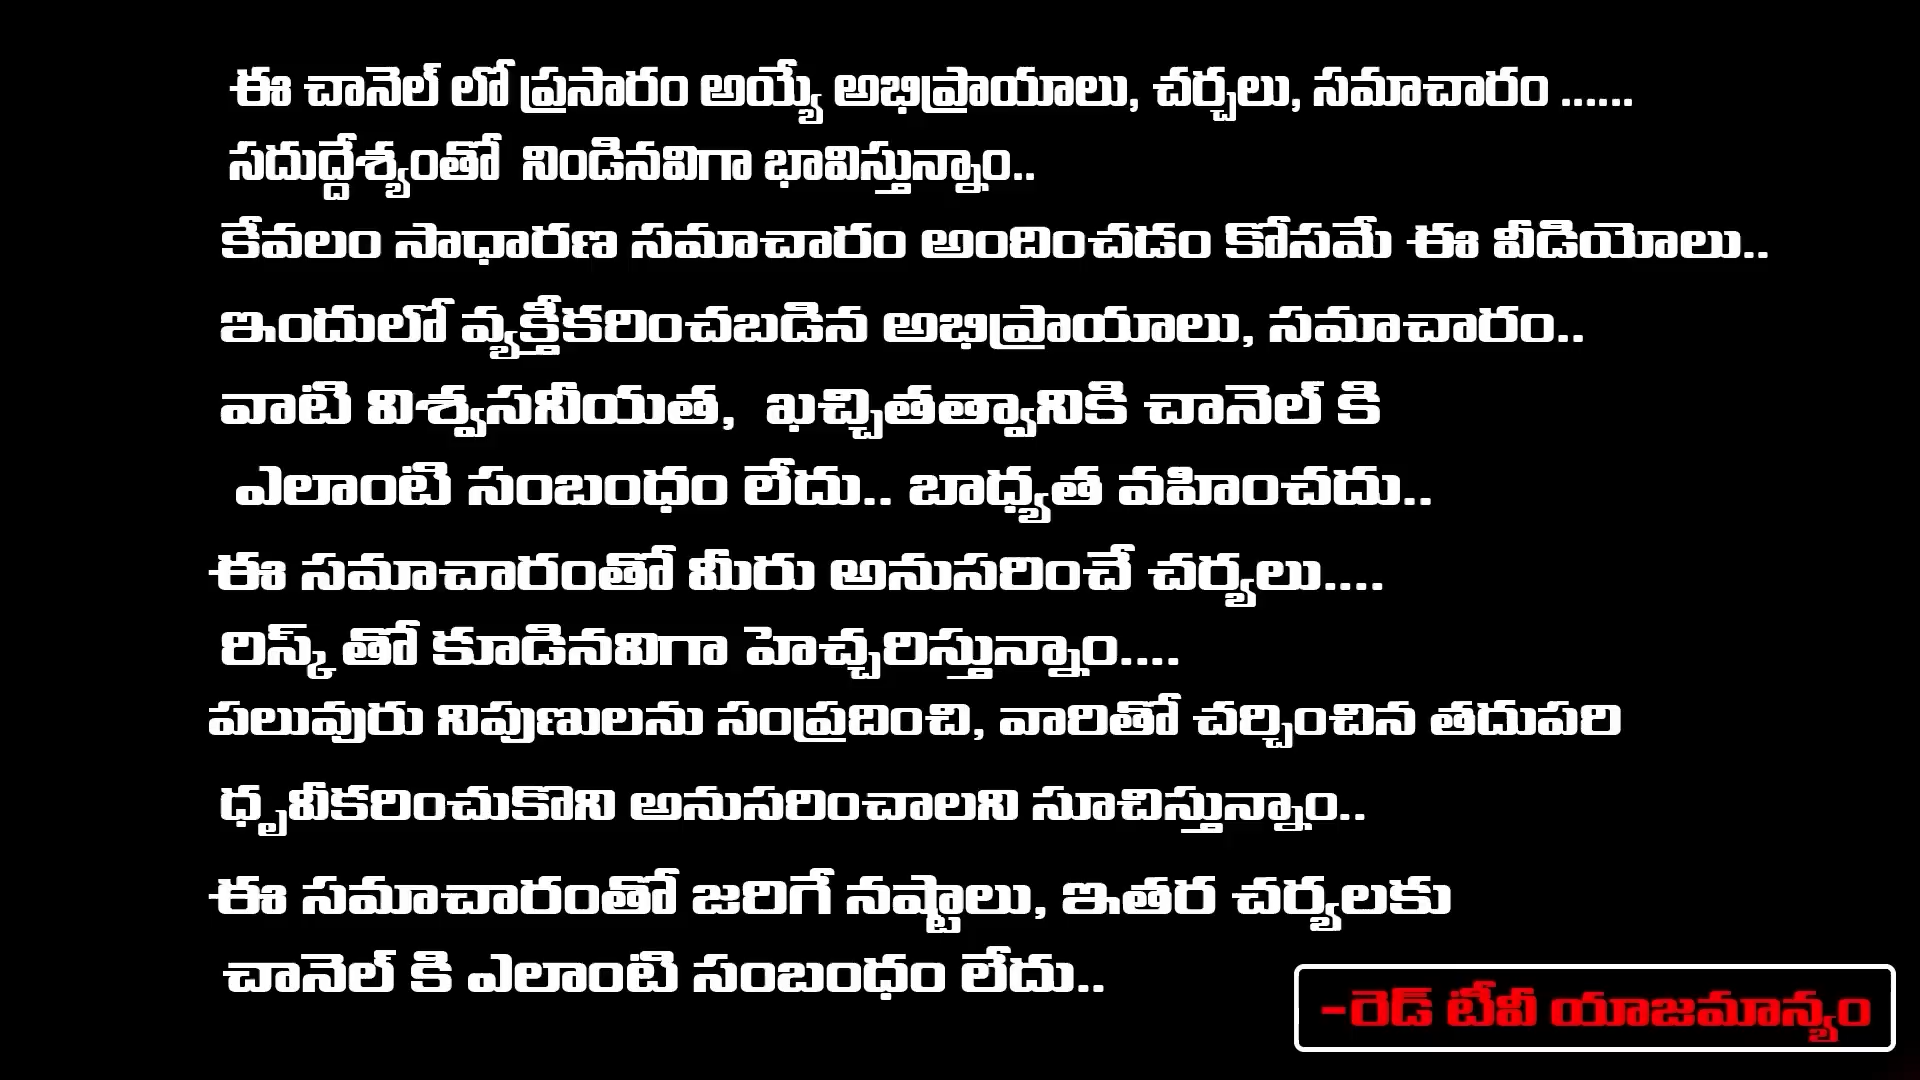 ఈ చానెల్ లో ప్రసారం అయ్యే అభిప్రాయాలు, చర్చలు, సమాచారం ......
సదుద్దేశ్యంతో నిండినవిగా భావిస్తున్నాం..
కేవలం సాధారణ సమాచారం అందించడం కోసమే ఈ వీడియోలు..
ఇందులో వ్యక్తీకరించబడిన అభిప్రాయాలు, సమాచారం..
వాటి విశ్వసనీయత, ఖచ్చితత్వానికి చానెల్ కి
ఎలాంటి సంబంధం లేదు.. బాధ్యత వహించదు..
ఈ సమాచారంతో మీరు అనుసరించే చర్యలు....
రిస్క్ తో కూడినవిగా హెచ్చరిస్తున్నాం....
పలువురు నిపుణులను సంప్రదించి, వారితో చర్చించిన తదుపరి
ధృవీకరించుకొని అనుసరించాలని సూచిస్తున్నాం..
ఈ సమాచారంతో జరిగే నష్టాలు, ఇతర చర్యలకు
చానెల్ కి ఎలాంటి సంబంధం లేదు..
-రెడ్ టీవీ యాజమాన్యం